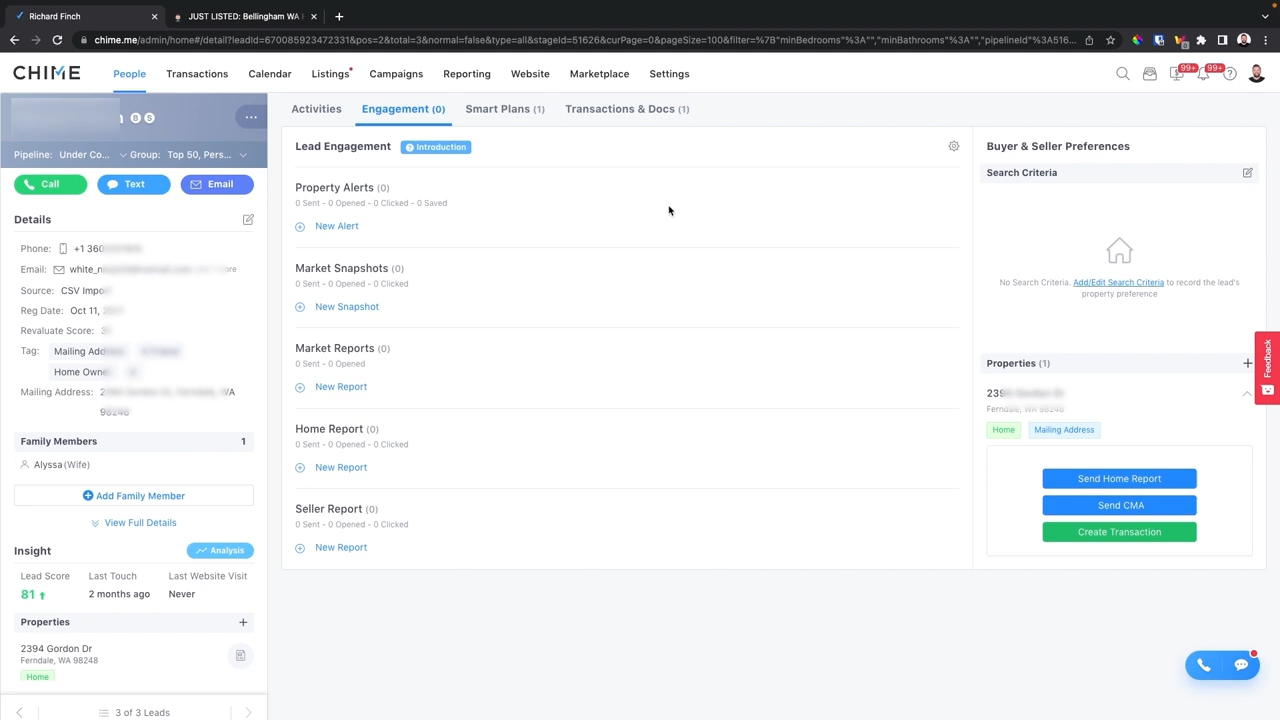 Richard Finch
JUST LISTED: Bellingham WA
chime.me/admin/home#/detail?leadId=670085923472331&pos=2&total=3&normal=false&type=all&stageId=51626&curPage=0&pageSize=100&filter=%7B"minBedrooms"%3A"","minBathrooms"%3A"","pipelineId"%3A516...
CHIME
People
Transactions
Calendar
Listings
Campaigns
Reporting
Website
Marketplace
Settings
99+
99+
B S
Pipeline: Under Co...
Group: Top 50, Pers...
Call
Text
Email
Details
Phone: +1 360
Email: white_
Source: CSV Impo
Reg Date: Oct 11,
Revaluate Score:
Tag: Mailing Add
Home Owne
Mailing Address: WA
98248
Family Members 1
Alyssa (Wife)
Add Family Member
View Full Details
Insight
Analysis
Lead Score Last Touch Last Website Visit
81 2 months ago Never
Properties
2394 Gordon Dr
Ferndale, WA 98248
Home
3 of 3 Leads
Activities
Engagement (0)
Smart Plans (1)
Transactions & Docs (1)
Lead Engagement
Introduction
Property Alerts (0)
0 Sent - 0 Opened - 0 Clicked - 0 Saved
New Alert
Market Snapshots (0)
0 Sent - 0 Opened - 0 Clicked
New Snapshot
Market Reports (0)
0 Sent - 0 Opened
New Report
Home Report (0)
0 Sent - 0 Opened - 0 Clicked
New Report
Seller Report (0)
0 Sent - 0 Opened - 0 Clicked
New Report
Buyer & Seller Preferences
Search Criteria
No Search Criteria. Add/Edit Search Criteria to record the lead's
property preference
Properties (1)
239
Ferndale, WA 98248
Home
Mailing Address
Send Home Report
Send CMA
Create Transaction
Feedback